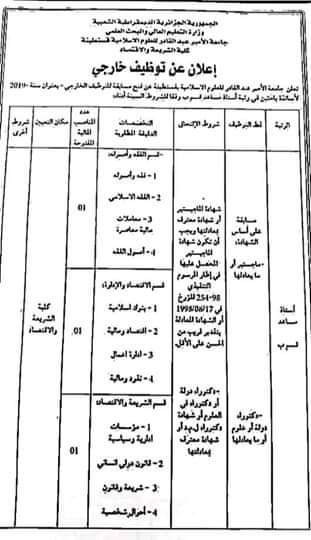 الجمهورية الجزائرية الديمقراطية الشعبية
وزارة التعليم العالي والبحث العلمي
جامعة الأمير عبد القادر للعلوم الاسلامية قسنطينة
كلية الشريعة والاقتصاد
إعلان عن توظيف خارجي
تعلن جامعة الأمير عبد القادر للعلوم الإسلامية بقسنطينة عن فتح مسابقة للتوظيف الخارجي - بعنوان سنة 2019-
لأساتذة باحثين في رتبة أستاذ مساعد قسم ب وفقا للشروط المبينة أدناه
الرتبة
نمط التوظيف
شروط الإلتحاق
التخصصات
الدقيقة المطلوبة
عدد
المناصب
المالية
المفتوحة
مكان التعيين
شروط
أخرى
أستاذ
مساعد
قسم ب
مسابقة
على أساس
الشهادة:
-ماجستير أو
ما يعادلها
شهادة الماجستير
أو شهادة معترف
بمعادلتها ويجب
أن تكون شهادة
الماجستير
المحصل عليها
في إطار المرسوم
التنفيذي
98-254 المؤرخ
في 1998/08/17
أو الشهادة المعادلة
بتقدير قريب من
الحسن على الأقل.
-دكتوراه
دولة أو علوم
أو ما يعادلها
-دكتوراه دولة
أو دكتوراه في
العلوم أو شهادة
دكتوراه ل.م.د أو
شهادة معترف
بمعادلتها
-قسم الفقه وأصوله:
1 - فقه وأصوله
2 - الفقه الاسلامي
3 - معاملات
مالية معاصرة
4 - أصول الفقه
01
قسم الاقتصاد والإدارة:
1 - بنوك اسلامية
2 - اقتصاد ومالية
3 - ادارة اعمال
4 - نقود ومالية
01
قسم الشريعة والاقتصاد:
1 - مؤسسات
ادارية وسياسية
2 - قانون دولي انساني
3 - شريعة وقانون
4 - أحوال شخصية
01
كلية
الشريعة
والاقتصاد